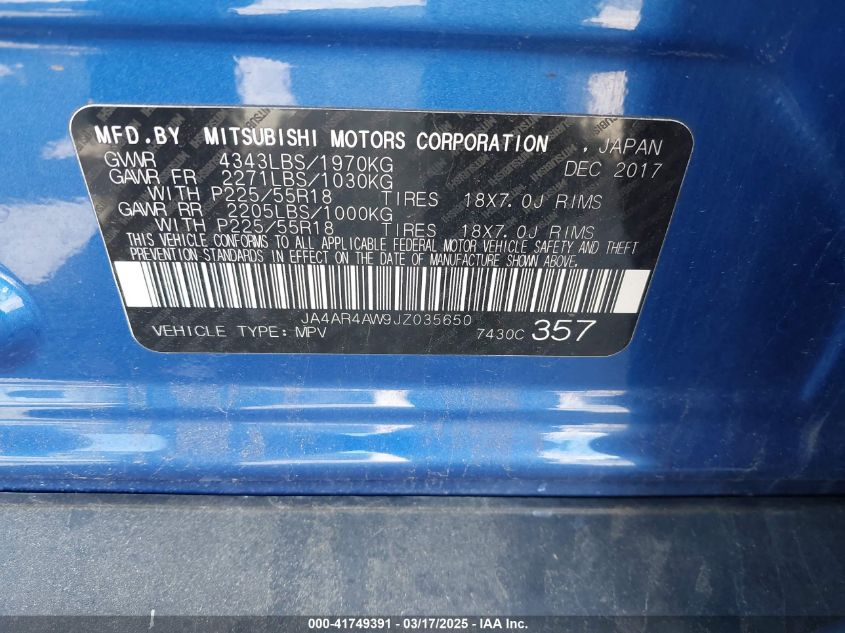 MFD.BY MITSUBISHI MOTORS CORPORATION , JAPAN
GVWR 4343LBS/1970KG DEC 2017
GAWR FR 2271LBS/1030KG
WITH P225/55R18 TIRES 18X7.0J RIMS
GAWR RR 2205LBS/1000KG
WITH P225/55R18 TIRES 18X7.0J RIMS
THIS VEHICLE CONFORMS TO ALL APPLICABLE FEDERAL MOTOR VEHICLE SAFETY AND THEFT
PREVENTION STANDARDS IN EFFECT ON THE DATE OF MANUFACTURE SHOWN ABOVE.
JA4AR4AW9JZ035650
VEHICLE TYPE: MPV 7430C 357
000-41749391 - 03/17/2025 - IAAI.COM